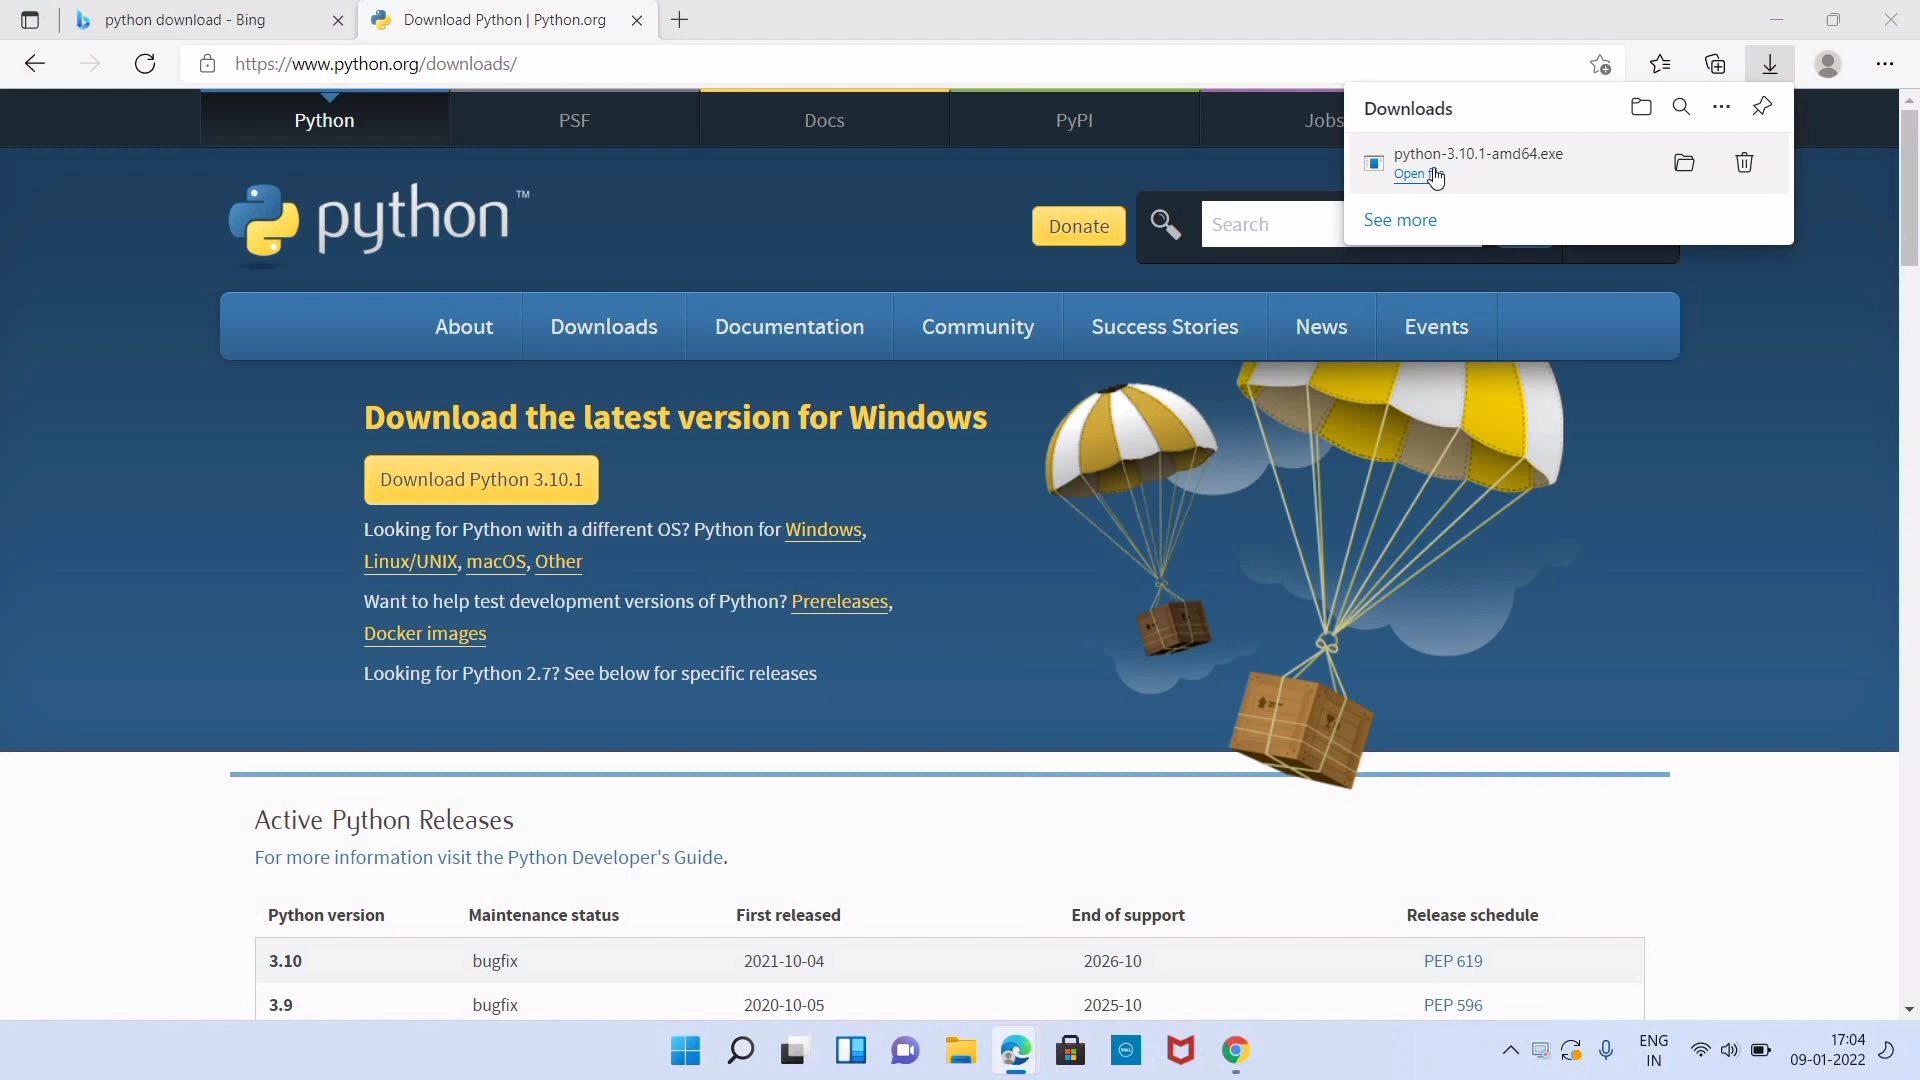 python download - Bing
Download Python | Python.org
https://www.python.org/downloads/
Python
PSF
Docs
PyPI
Jobs
Downloads
python-3.10.1-amd64.exe
Open
See more
python™
Donate
Search
About
Downloads
Documentation
Community
Success Stories
News
Events
Download the latest version for Windows
Download Python 3.10.1
Looking for Python with a different OS? Python for Windows,
Linux/UNIX, macOS, Other
Want to help test development versions of Python? Prereleases,
Docker images
Looking for Python 2.7? See below for specific releases
Active Python Releases
For more information visit the Python Developer's Guide.
Python version Maintenance status First released End of support Release schedule
3.10 bugfix 2021-10-04 2026-10 PEP 619
3.9 bugfix 2020-10-05 2025-10 PEP 596
ENG
IN
17:04
09-01-2022